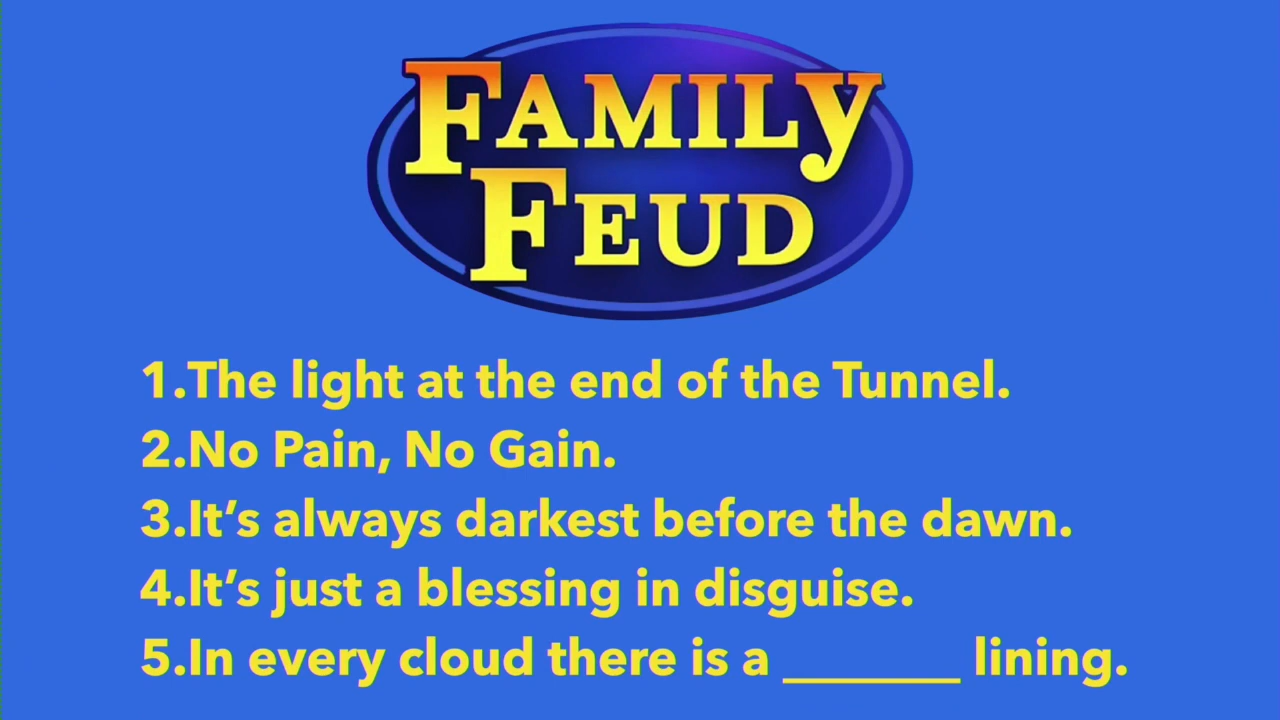 FAMILY
FEUD
1.The light at the end of the Tunnel.
2.No Pain, No Gain.
3.It’s always darkest before the dawn.
4.It’s just a blessing in disguise.
5.In every cloud there is a _______ lining.